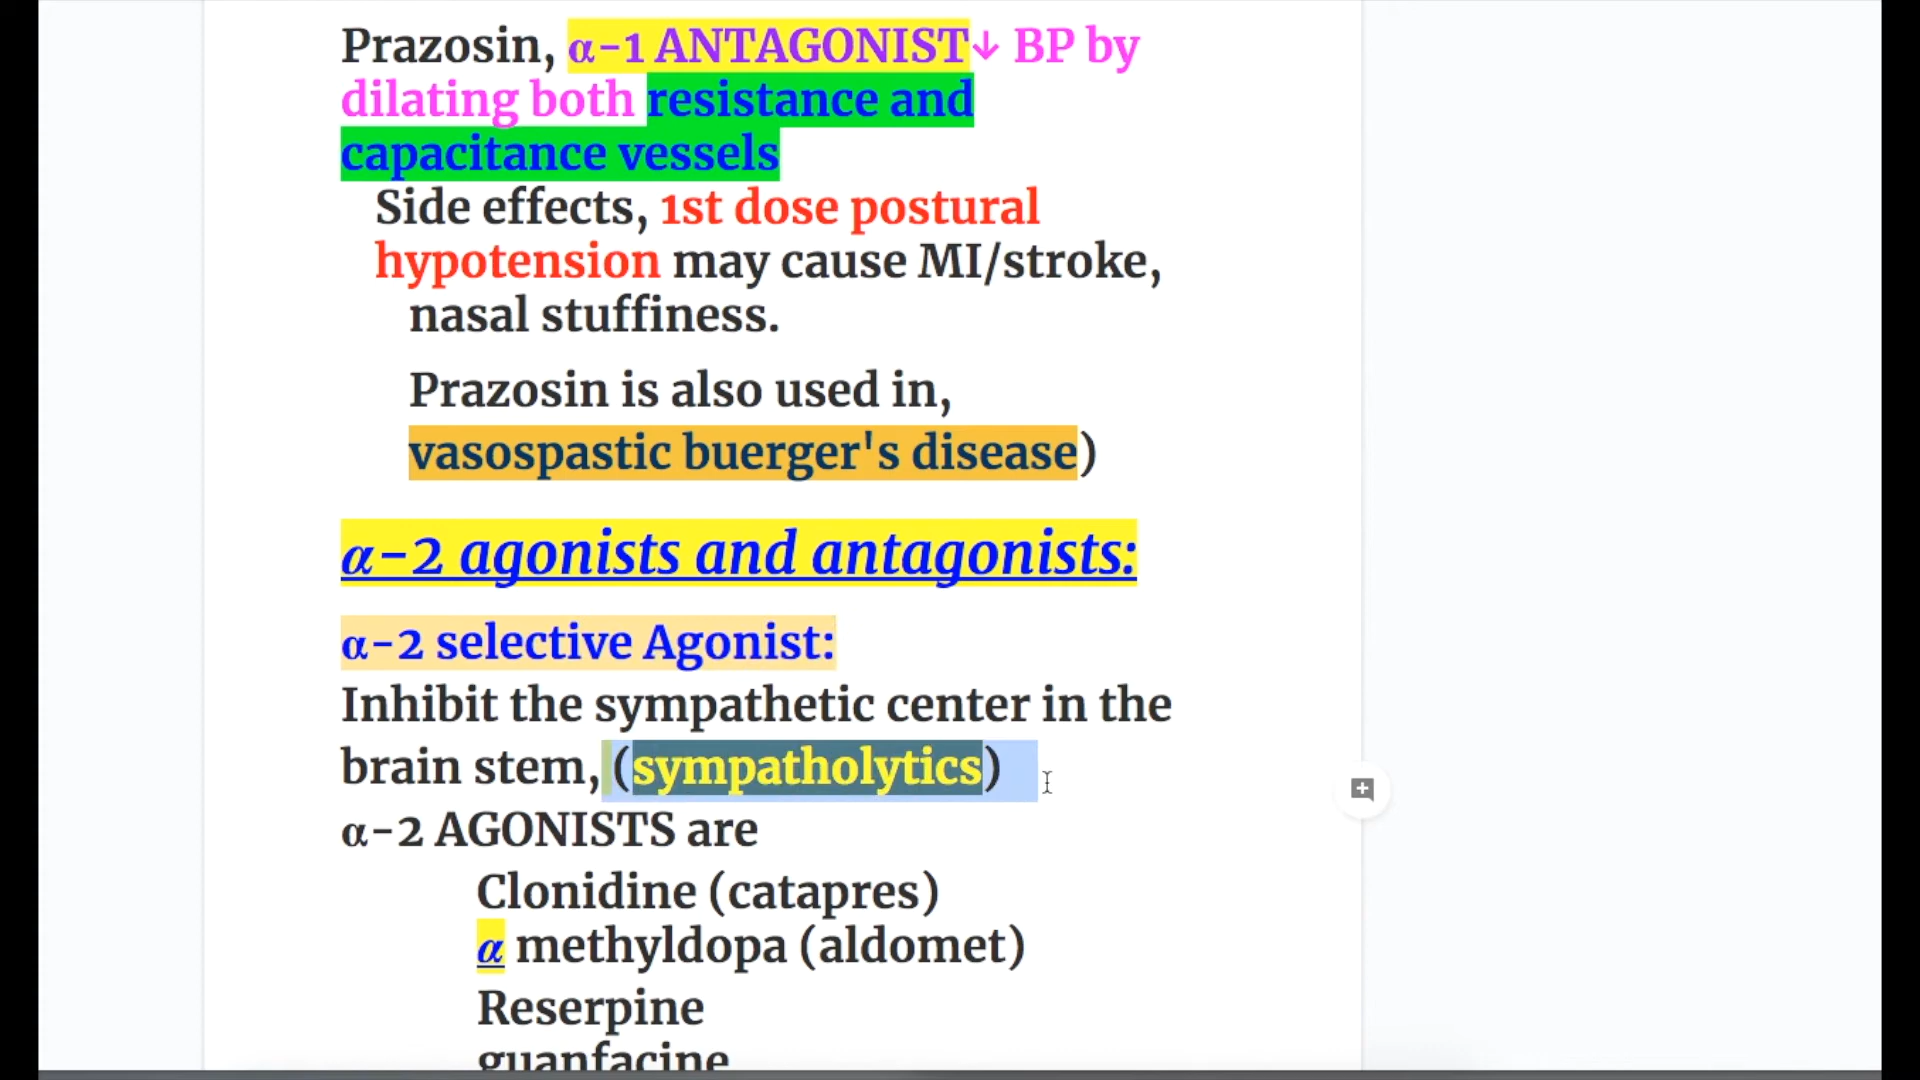 Prazosin, α-1 ANTAGONIST↓ BP by
dilating both resistance and
capacitance vessels
Side effects, 1st dose postural
hypotension may cause MI/stroke,
nasal stuffiness.
Prazosin is also used in,
vasospastic buerger's disease)
α-2 agonists and antagonists:
α-2 selective Agonist:
Inhibit the sympathetic center in the
brain stem, (sympatholytics)
α-2 AGONISTS are
Clonidine (catapres)
α methyldopa (aldomet)
Reserpine
guanfacine